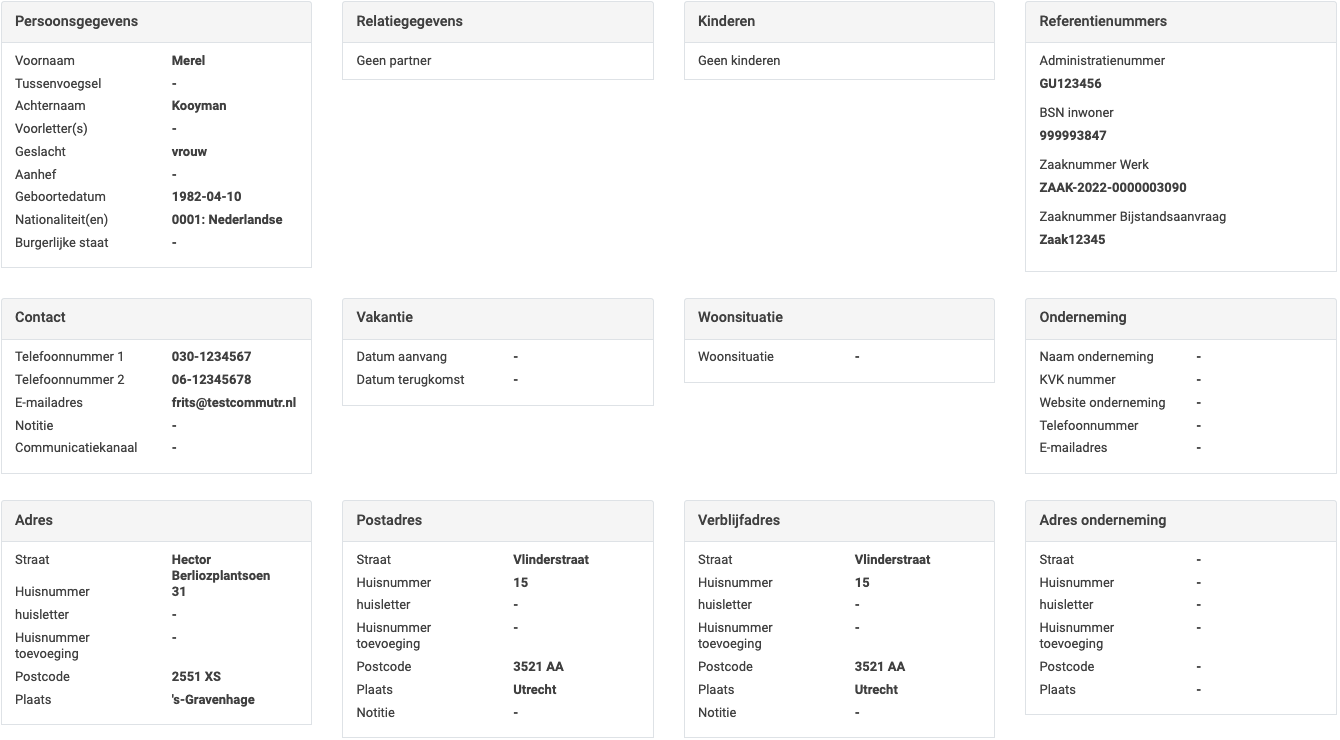 Persoonsgegevens
Voornaam Merel
Tussenvoegsel -
Achternaam Kooyman
Voorletter(s) -
Geslacht vrouw
Aanhef -
Geboortedatum 1982-04-10
Nationaliteit(en) 0001: Nederlandse
Burgerlijke staat -
Relatiegegevens
Geen partner
Kinderen
Geen kinderen
Referentienummers
Administratienummer
GU123456
BSN inwoner
999993847
Zaaknummer Werk
ZAAK-2022-0000003090
Zaaknummer Bijstandsaanvraag
Zaak12345
Contact
Telefoonnummer 1 030-1234567
Telefoonnummer 2 06-12345678
E-mailadres frits@testcommutr.nl
Notitie -
Communicatiekanaal -
Vakantie
Datum aanvang -
Datum terugkomst -
Woonsituatie
Woonsituatie -
Onderneming
Naam onderneming -
KVK nummer -
Website onderneming -
Telefoonnummer -
E-mailadres -
Adres
Straat Hector
Berliozplantsoen
Huisnummer 31
huisletter -
Huisnummer -
toevoeging
Postcode 2551 XS
Plaats 's-Gravenhage
Postadres
Straat Vlinderstraat
Huisnummer 15
huisletter -
Huisnummer -
toevoeging
Postcode 3521 AA
Plaats Utrecht
Notitie -
Verblijfadres
Straat Vlinderstraat
Huisnummer 15
huisletter -
Huisnummer -
toevoeging
Postcode 3521 AA
Plaats Utrecht
Notitie -
Adres onderneming
Straat -
Huisnummer -
huisletter -
Huisnummer -
toevoeging
Postcode -
Plaats -